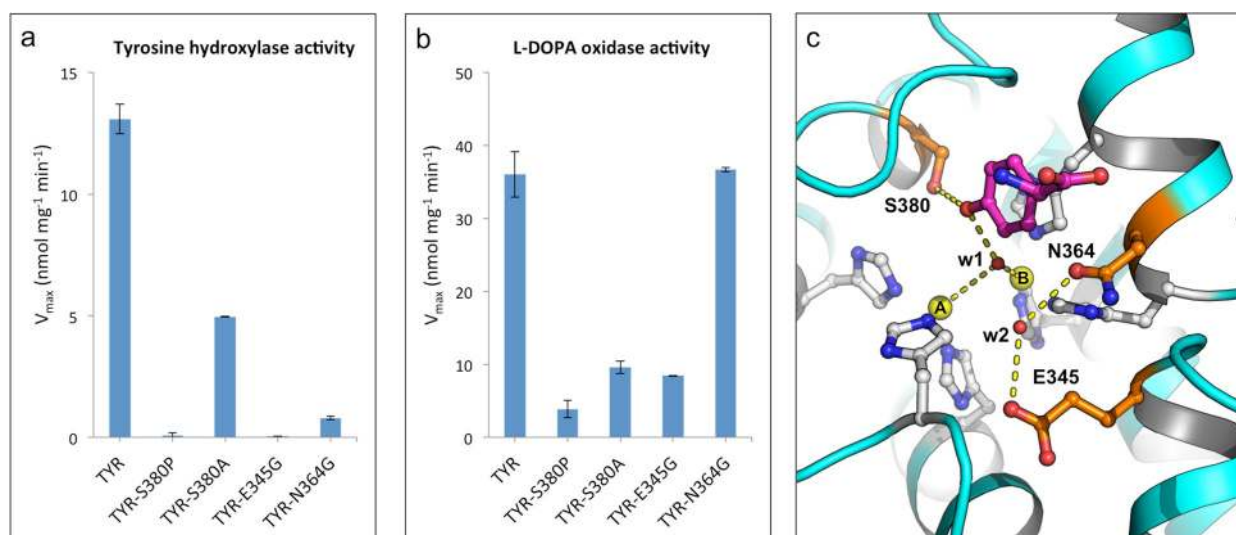 a
Tyrosine hydroxylase activity
Vmax (nmol mg⁻¹ min⁻¹)
15
10
5
0
TYR
TYR-S380P
TYR-S380A
TYR-E345G
TYR-N364G
b
L-DOPA oxidase activity
Vmax (nmol mg⁻¹ min⁻¹)
50
40
30
20
10
0
TYR
TYR-S380P
TYR-S380A
TYR-E345G
TYR-N364G
c
S380
N364
w1
B
A
w2
E345